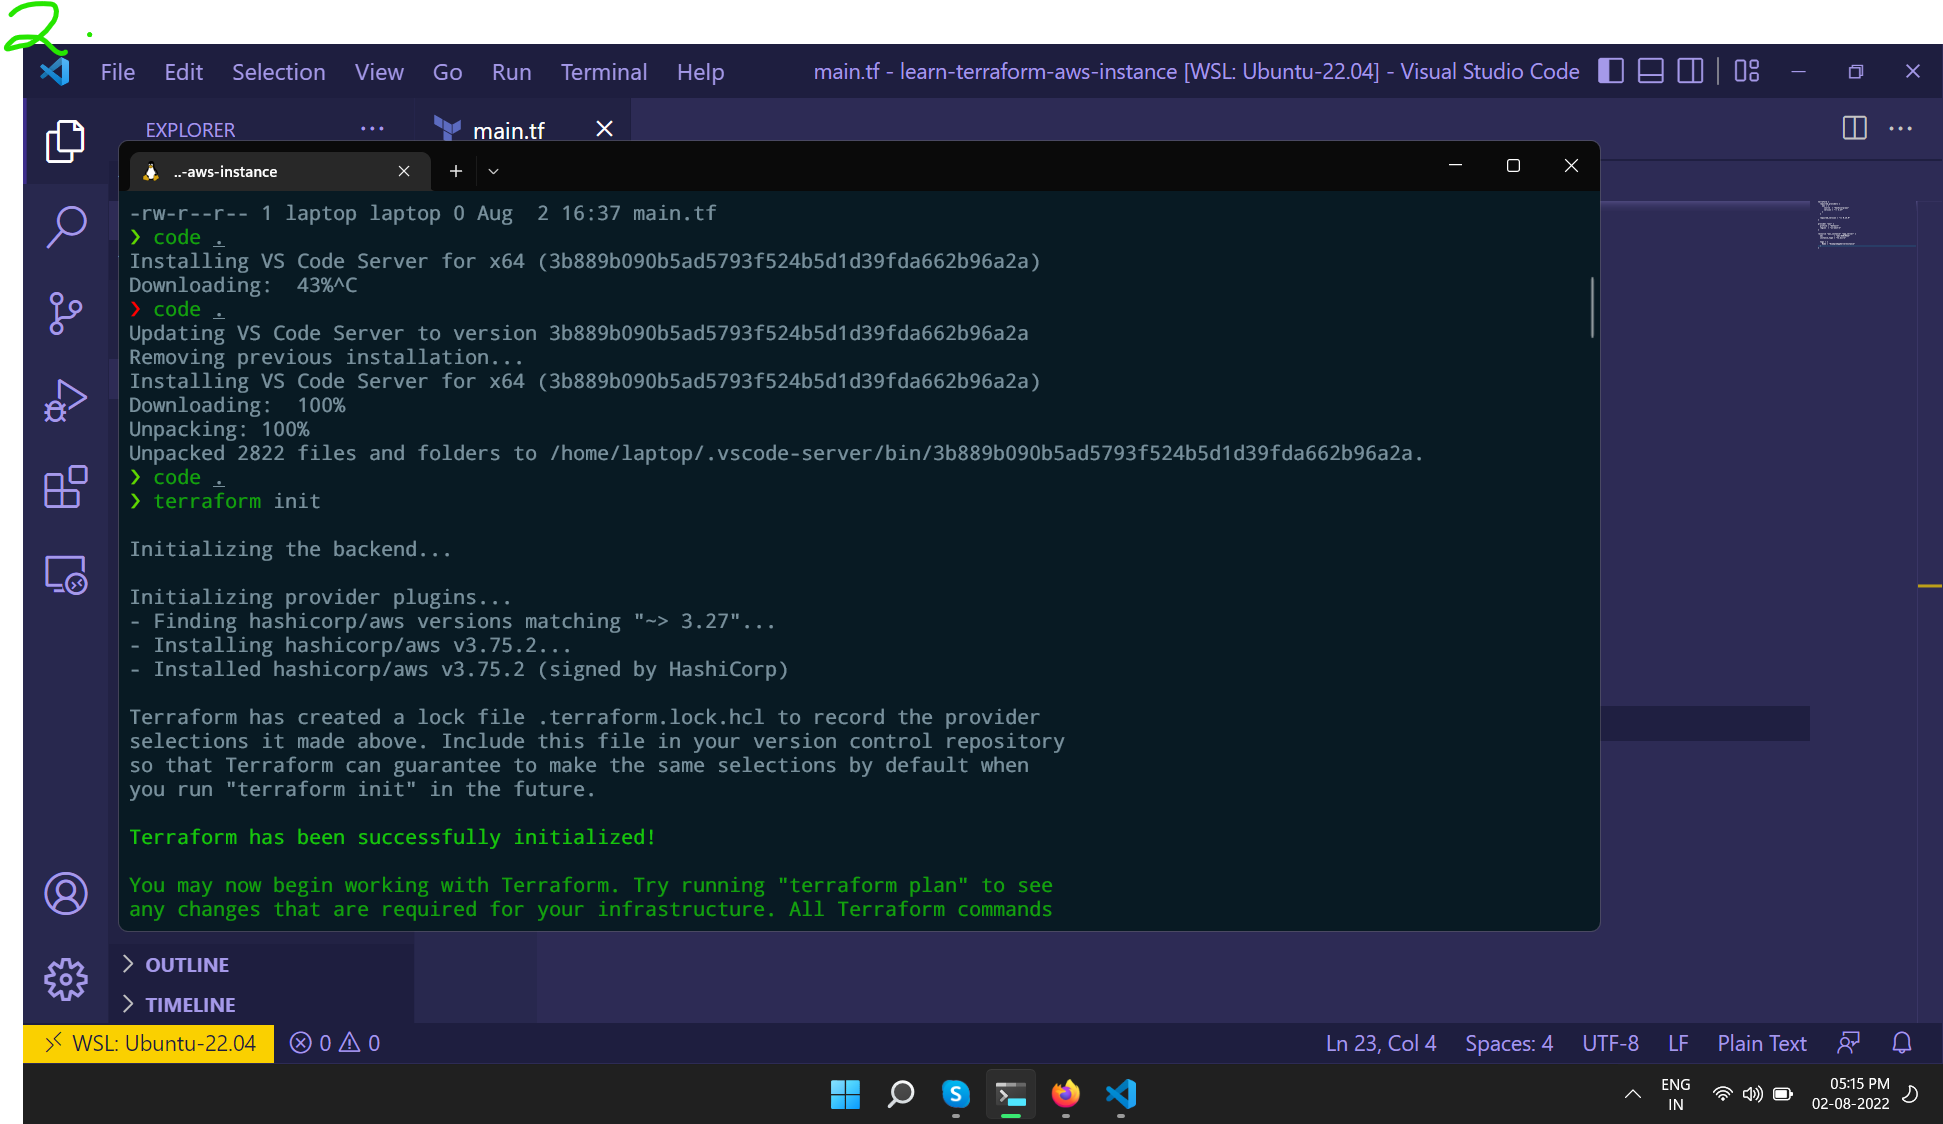 2.
File Edit Selection View Go Run Terminal Help main.tf - learn-terraform-aws-instance [WSL: Ubuntu-22.04] - Visual Studio Code
EXPLORER ... main.tf
..-aws-instance
-rw-r--r-- 1 laptop laptop 0 Aug  2 16:37 main.tf
❯ code .
Installing VS Code Server for x64 (3b889b090b5ad5793f524b5d1d39fda662b96a2a)
Downloading:  43%^C
❯ code .
Updating VS Code Server to version 3b889b090b5ad5793f524b5d1d39fda662b96a2a
Removing previous installation...
Installing VS Code Server for x64 (3b889b090b5ad5793f524b5d1d39fda662b96a2a)
Downloading:  100%
Unpacking: 100%
Unpacked 2822 files and folders to /home/laptop/.vscode-server/bin/3b889b090b5ad5793f524b5d1d39fda662b96a2a.
❯ code .
❯ terraform init
Initializing the backend...
Initializing provider plugins...
- Finding hashicorp/aws versions matching "~> 3.27"...
- Installing hashicorp/aws v3.75.2...
- Installed hashicorp/aws v3.75.2 (signed by HashiCorp)
Terraform has created a lock file .terraform.lock.hcl to record the provider
selections it made above. Include this file in your version control repository
so that Terraform can guarantee to make the same selections by default when
you run "terraform init" in the future.
Terraform has been successfully initialized!
You may now begin working with Terraform. Try running "terraform plan" to see
any changes that are required for your infrastructure. All Terraform commands
OUTLINE
TIMELINE
WSL: Ubuntu-22.04 0 0 Ln 23, Col 4 Spaces: 4 UTF-8 LF Plain Text
ENG 05:15 PM
IN 02-08-2022